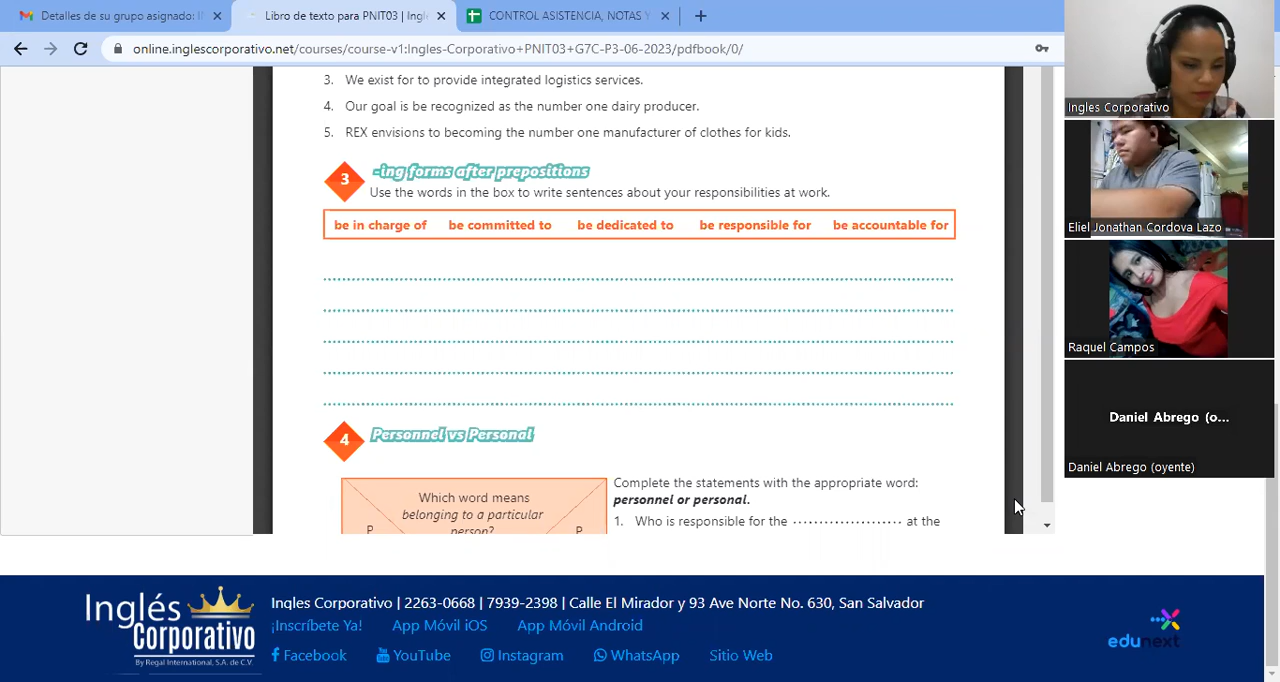 Detalles de su grupo asignado: I
Libro de texto para PNIT03 | Ingl
CONTROL ASISTENCIA, NOTAS Y
online.inglescorporativo.net/courses/course-v1:Ingles-Corporativo+PNIT03+G7C-P3-06-2023/pdfbook/0/
3. We exist for to provide integrated logistics services.
4. Our goal is be recognized as the number one dairy producer.
5. REX envisions to becoming the number one manufacturer of clothes for kids.
3 -ing forms after prepositions
Use the words in the box to write sentences about your responsibilities at work.
be in charge of be committed to be dedicated to be responsible for be accountable for
4 Personnel vs Personal
Which word means
belonging to a particular
person?
P P
Complete the statements with the appropriate word:
personnel or personal.
1. Who is responsible for the ..................... at the
Ingles Corporativo
Eliel Jonathan Cordova Lazo
Raquel Campos
Daniel Abrego (o...
Daniel Abrego (oyente)
Inglés
Corporativo
By Regal International, S.A. de C.V.
Ingles Corporativo | 2263-0668 | 7939-2398 | Calle El Mirador y 93 Ave Norte No. 630, San Salvador
¡Inscríbete Ya! App Móvil iOS App Móvil Android
Facebook YouTube Instagram WhatsApp Sitio Web
edunext